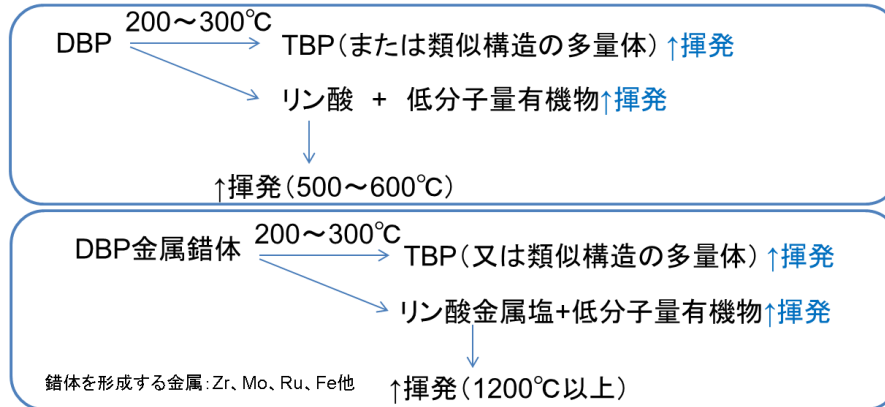 200～300℃
DBP TBP(または類似構造の多量体) ↑揮発
リン酸 + 低分子量有機物↑揮発
↑揮発(500～600℃)
DBP金属錯体 200～300℃
TBP(又は類似構造の多量体) ↑揮発
リン酸金属塩+低分子量有機物↑揮発
錯体を形成する金属:Zr、Mo、Ru、Fe他 ↑揮発(1200℃以上)